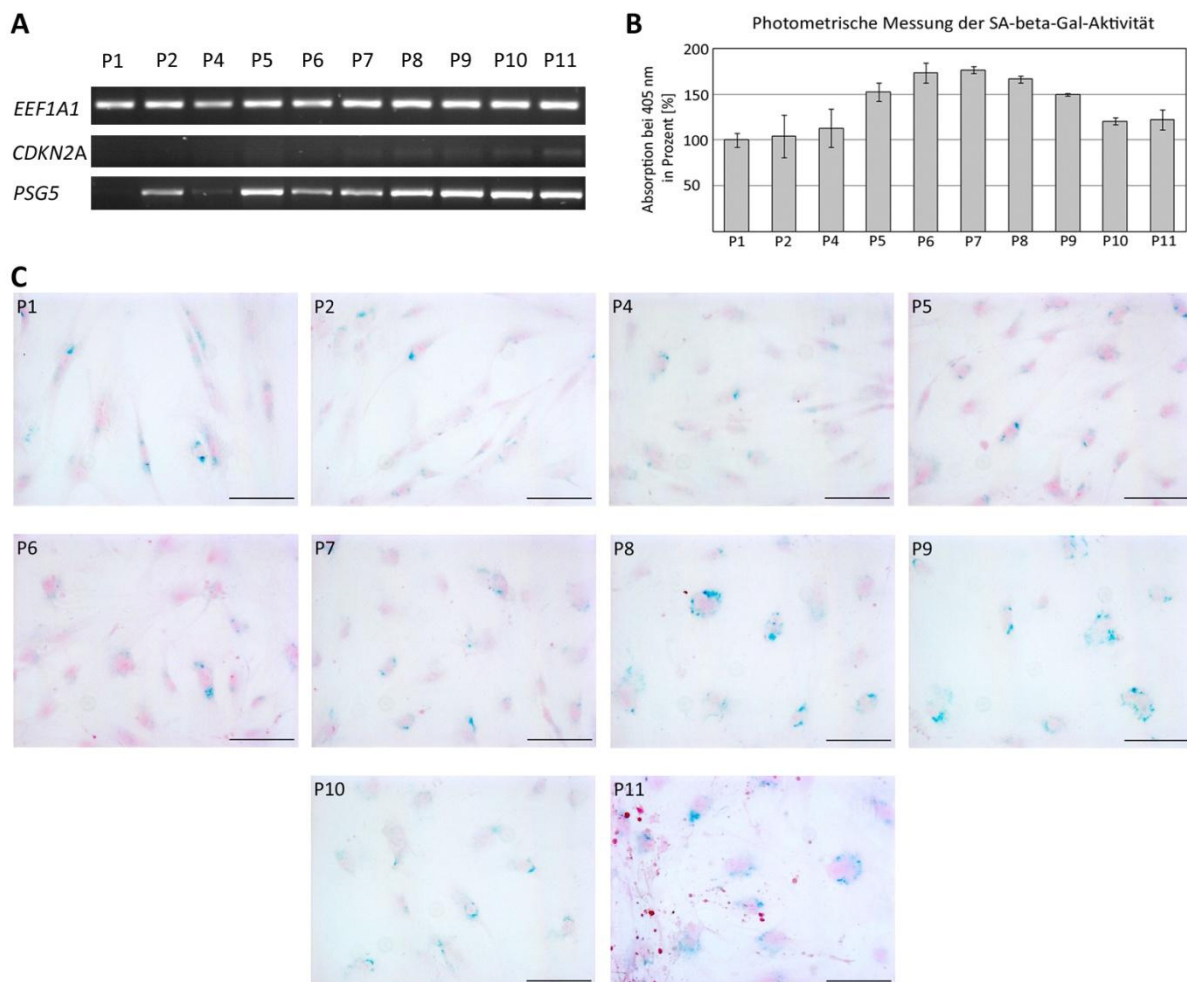 A
P1 P2 P4 P5 P6 P7 P8 P9 P10 P11
EEF1A1
CDKN2A
PSG5
B
Photometrische Messung der SA-beta-Gal-Aktivität
Absorption bei 405 nm
in Prozent [%]
200
150
100
50
P1 P2 P4 P5 P6 P7 P8 P9 P10 P11
C
P1 P2 P4 P5
P6 P7 P8 P9
P10 P11